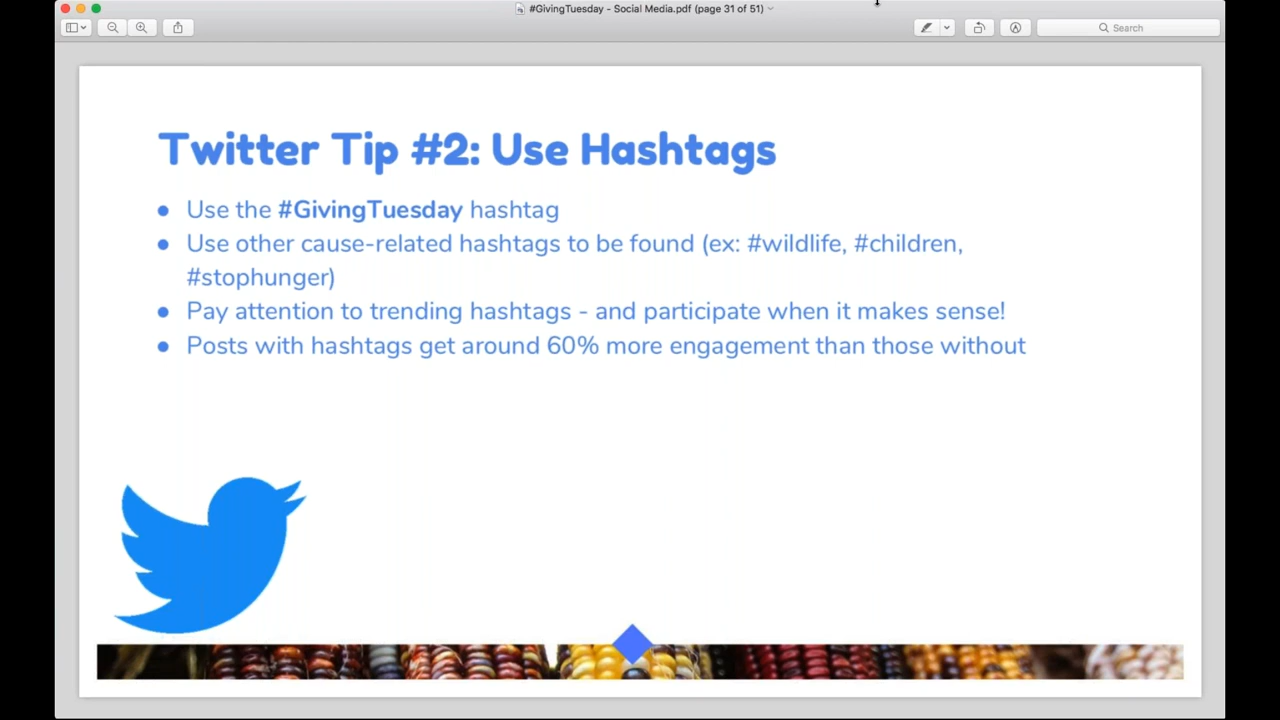 #GivingTuesday - Social Media.pdf (page 31 of 51)
Search
Twitter Tip #2: Use Hashtags
● Use the #GivingTuesday hashtag
● Use other cause-related hashtags to be found (ex: #wildlife, #children,
#stophunger)
● Pay attention to trending hashtags - and participate when it makes sense!
● Posts with hashtags get around 60% more engagement than those without